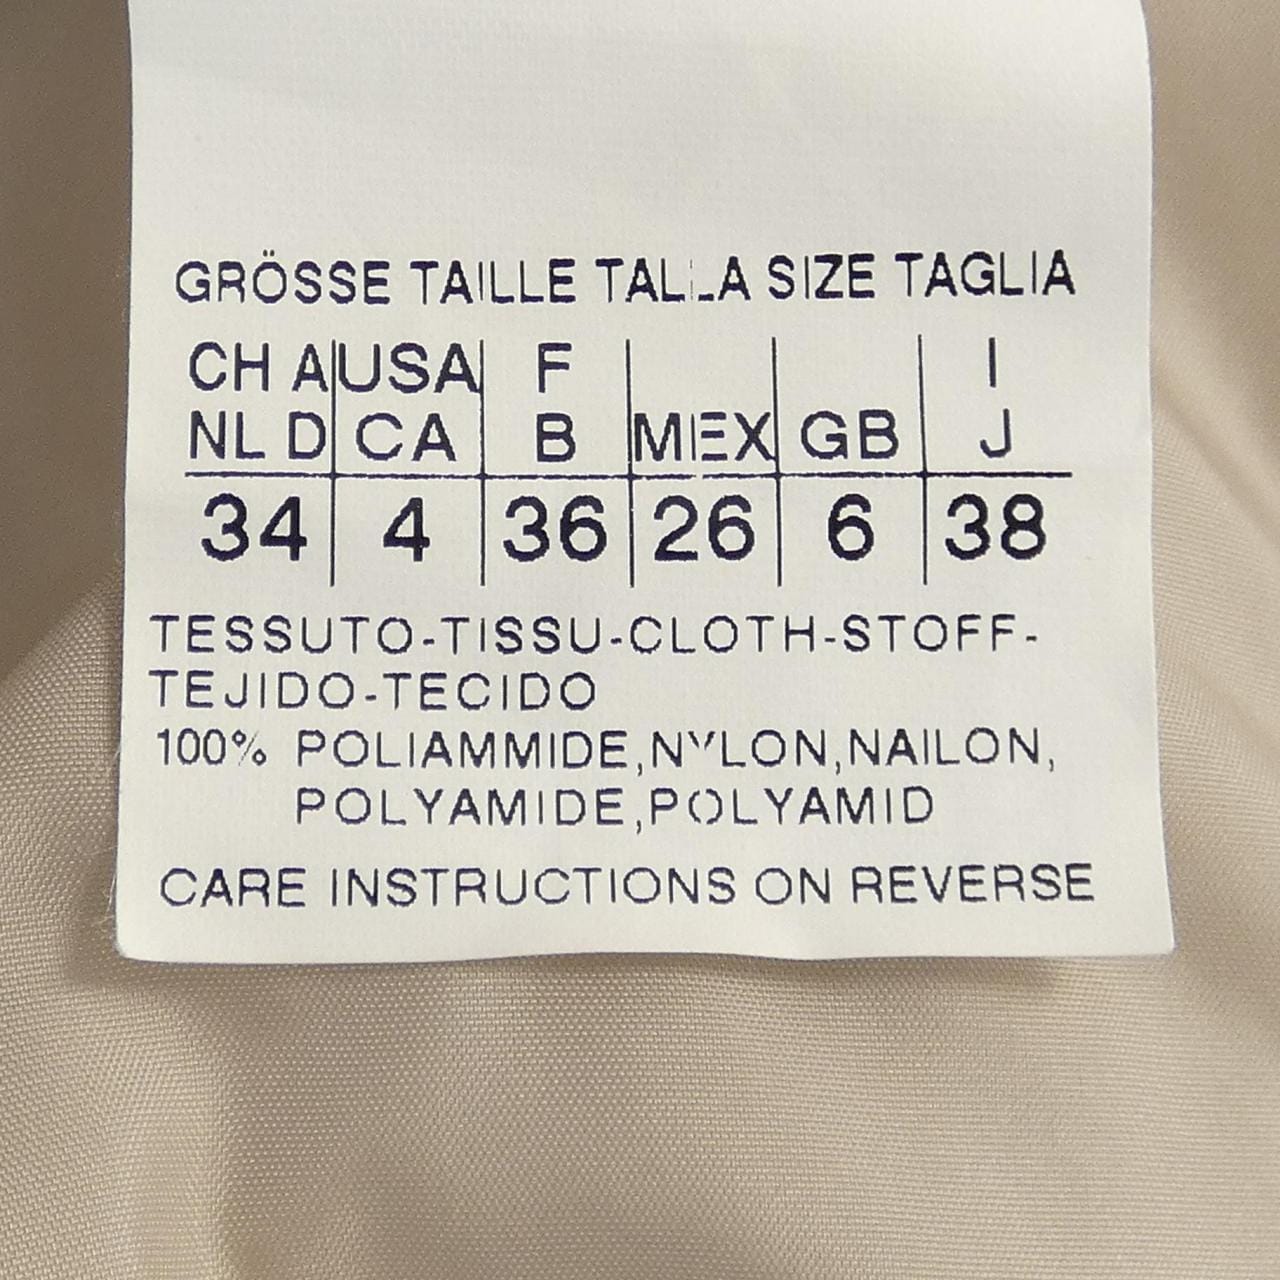 GRÖSSE TAILLE TALLA SIZE TAGLIA
CH A USA F I
NL D CA B MEX GB J
34 4 36 26 6 38
TESSUTO-TISSU-CLOTH-STOFF-
TEJIDO-TECIDO
100% POLIAMMIDE,NYLON,NAILON,
POLYAMIDE,POLYAMID
CARE INSTRUCTIONS ON REVERSE